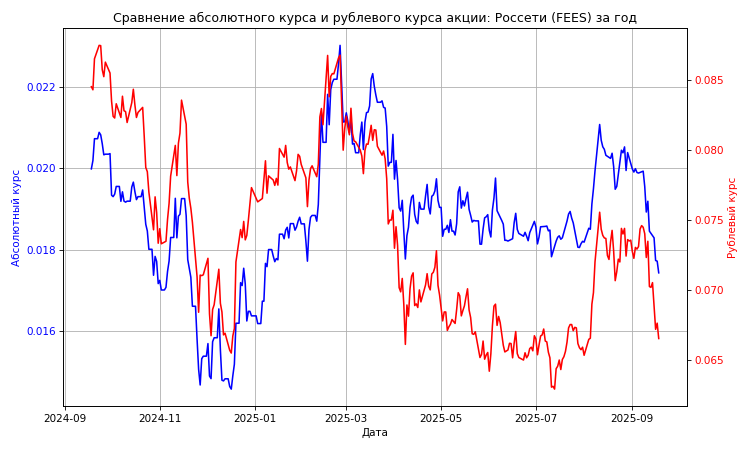 Сравнение абсолютного курса и рублевого курса акции: Россети (FEES) за год
0.022
0.020
0.018
0.016
Абсолютный курс
0.085
0.080
0.075
0.070
0.065
Рублевый курс
2024-09 2024-11 2025-01 2025-03 2025-05 2025-07 2025-09
Дата